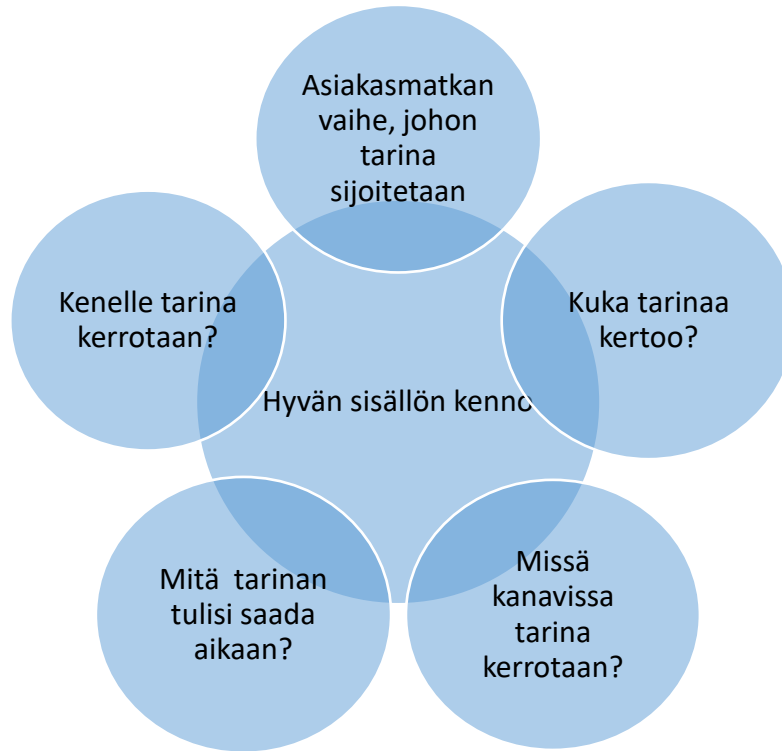 Asiakasmatkan
vaihe, johon
tarina
sijoitetaan
Kenelle tarina
kerrotaan?
Kuka tarinaa
kertoo?
Hyvän sisällön kenno
Mitä tarinan
tulisi saada
aikaan?
Missä
kanavissa
tarina
kerrotaan?